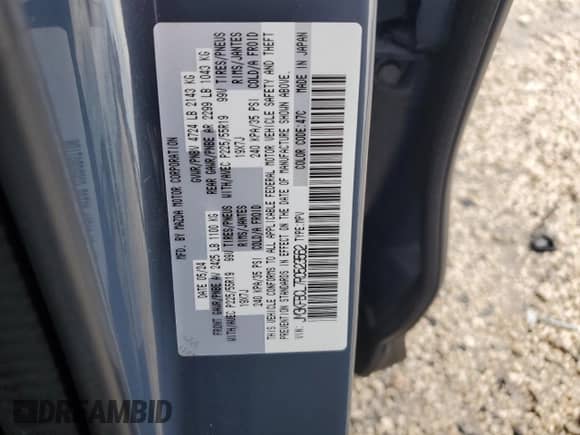 MFD. BY MAZDA MOTOR CORPORATION
DATE: 05/24 GVWR/PNBV 4724 LB 2143 KG
FRONT GAWR/PNBE AV 2425 LB 1100 KG REAR GAWR/PNBE AR 2299 LB 1043 KG
WITH/AVEC P225/55R19 99V TIRES/PNEUS WITH/AVEC P225/55R19 99V TIRES/PNEUS
19X7J RIMS/JANTES 19X7J RIMS/JANTES
240 KPA/35 PSI COLD/A FROID 240 KPA/35 PSI COLD/A FROID
THIS VEHICLE CONFORMS TO ALL APPLICABLE FEDERAL MOTOR VEHICLE SAFETY AND THEFT
PREVENTION STANDARDS IN EFFECT ON THE DATE OF MANUFACTURE SHOWN ABOVE.
VIN: TYPE:MPV COLOR CODE:47C MADE IN JAPAN
DREAMBID